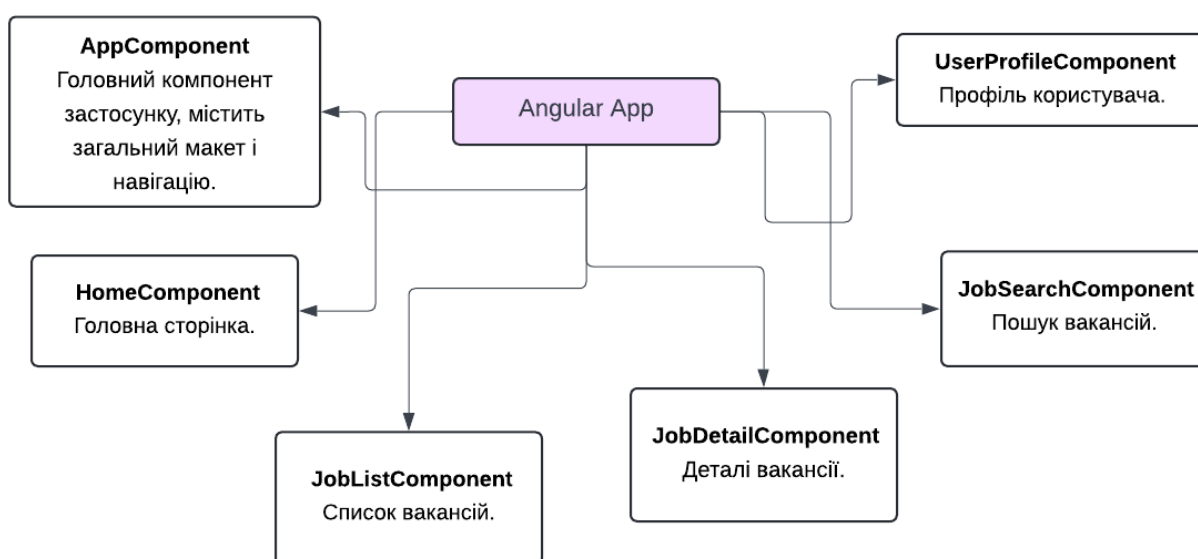 AppComponent
Головний компонент
застосунку, містить
загальний макет і
навігацію.
Angular App
UserProfileComponent
Профіль користувача.
HomeComponent
Головна сторінка.
JobSearchComponent
Пошук вакансій.
JobListComponent
Список вакансій.
JobDetailComponent
Деталі вакансії.